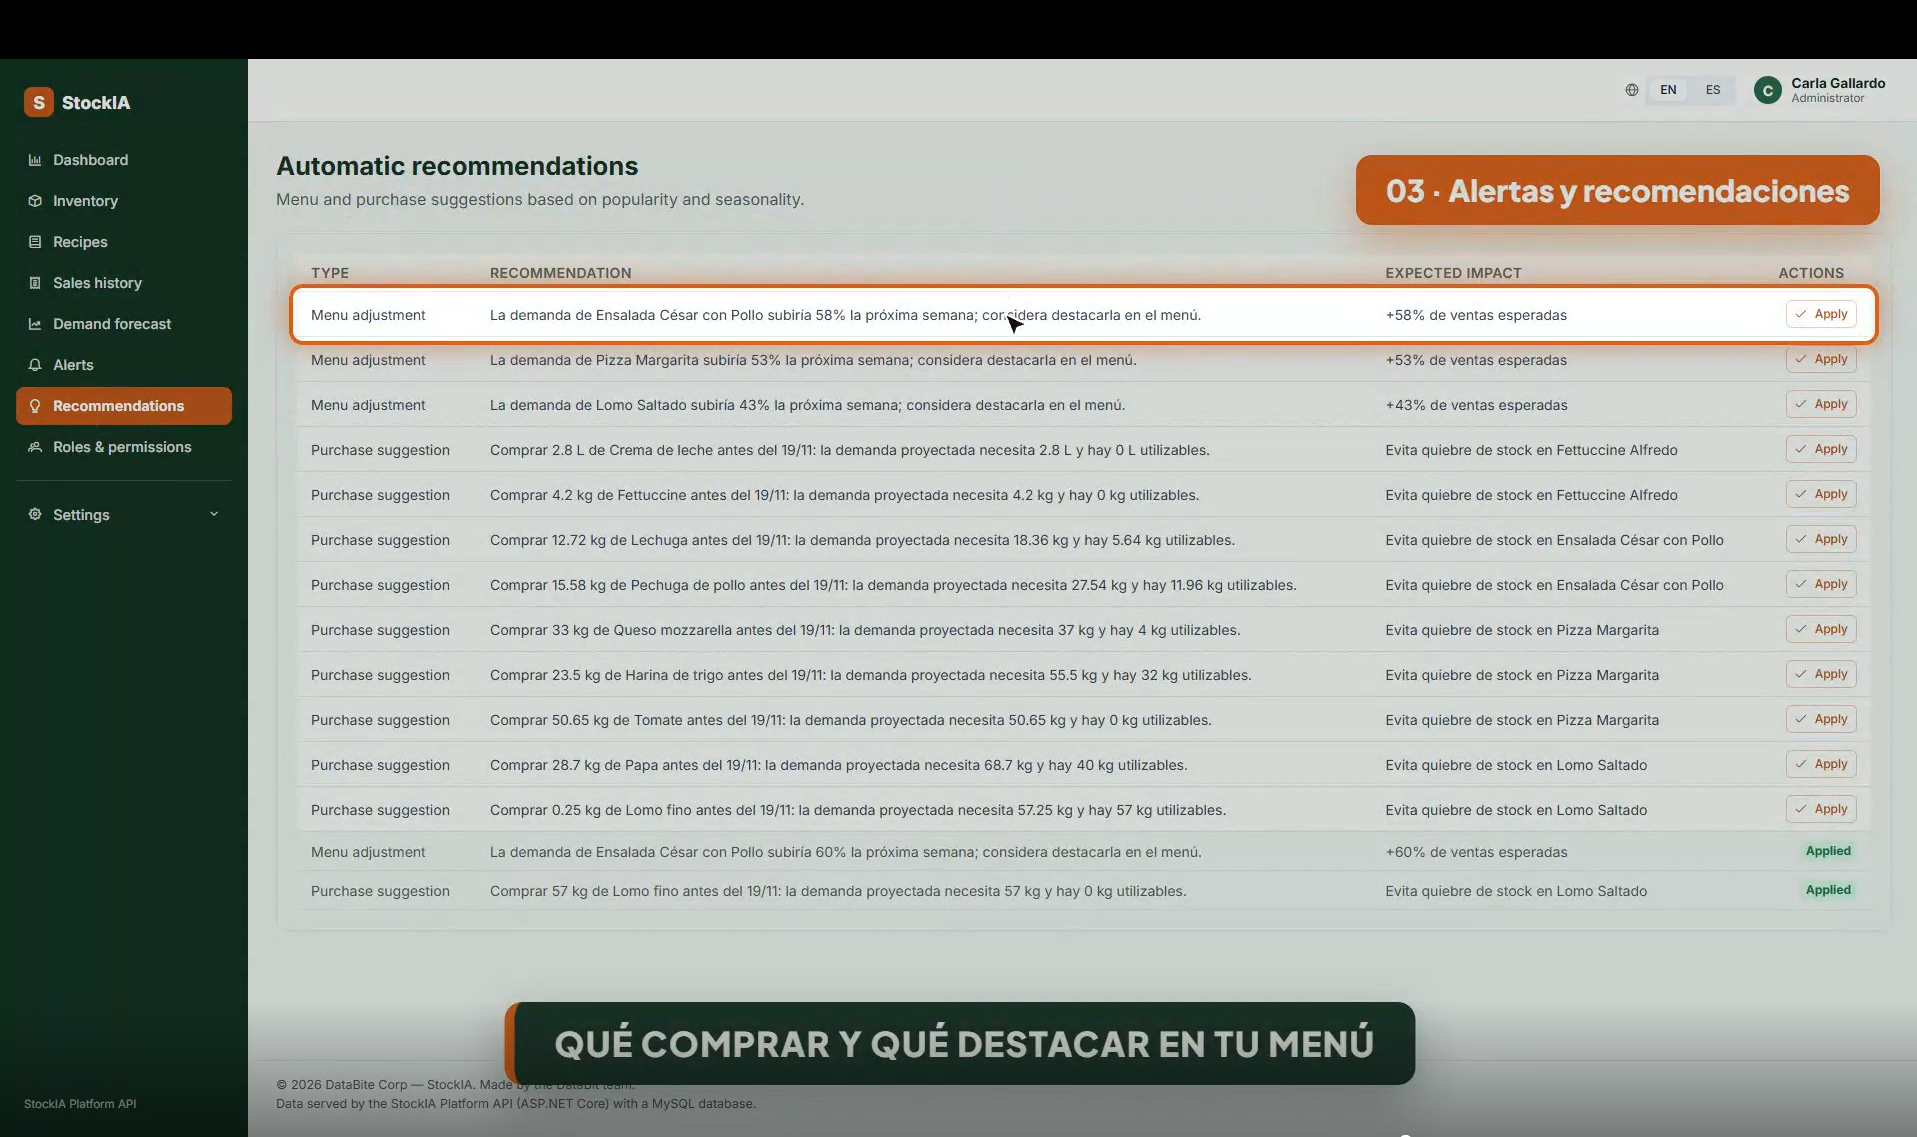 S StockIA
EN ES
C Carla Gallardo
Administrator
Dashboard
Inventory
Recipes
Sales history
Demand forecast
Alerts
Recommendations
Roles & permissions
Settings
StockIA Platform API
Automatic recommendations
Menu and purchase suggestions based on popularity and seasonality.
03 · Alertas y recomendaciones
TYPE RECOMMENDATION EXPECTED IMPACT ACTIONS
Menu adjustment La demanda de Ensalada César con Pollo subiría 58% la próxima semana; considera destacarla en el menú. +58% de ventas esperadas Apply
Menu adjustment La demanda de Pizza Margarita subiría 53% la próxima semana; considera destacarla en el menú. +53% de ventas esperadas Apply
Menu adjustment La demanda de Lomo Saltado subiría 43% la próxima semana; considera destacarla en el menú. +43% de ventas esperadas Apply
Purchase suggestion Comprar 2.8 L de Crema de leche antes del 19/11: la demanda proyectada necesita 2.8 L y hay 0 L utilizables. Evita quiebre de stock en Fettuccine Alfredo Apply
Purchase suggestion Comprar 4.2 kg de Fettuccine antes del 19/11: la demanda proyectada necesita 4.2 kg y hay 0 kg utilizables. Evita quiebre de stock en Fettuccine Alfredo Apply
Purchase suggestion Comprar 12.72 kg de Lechuga antes del 19/11: la demanda proyectada necesita 18.36 kg y hay 5.64 kg utilizables. Evita quiebre de stock en Ensalada César con Pollo Apply
Purchase suggestion Comprar 15.58 kg de Pechuga de pollo antes del 19/11: la demanda proyectada necesita 27.54 kg y hay 11.96 kg utilizables. Evita quiebre de stock en Ensalada César con Pollo Apply
Purchase suggestion Comprar 33 kg de Queso mozzarella antes del 19/11: la demanda proyectada necesita 37 kg y hay 4 kg utilizables. Evita quiebre de stock en Pizza Margarita Apply
Purchase suggestion Comprar 23.5 kg de Harina de trigo antes del 19/11: la demanda proyectada necesita 55.5 kg y hay 32 kg utilizables. Evita quiebre de stock en Pizza Margarita Apply
Purchase suggestion Comprar 50.65 kg de Tomate antes del 19/11: la demanda proyectada necesita 50.65 kg y hay 0 kg utilizables. Evita quiebre de stock en Pizza Margarita Apply
Purchase suggestion Comprar 28.7 kg de Papa antes del 19/11: la demanda proyectada necesita 68.7 kg y hay 40 kg utilizables. Evita quiebre de stock en Lomo Saltado Apply
Purchase suggestion Comprar 0.25 kg de Lomo fino antes del 19/11: la demanda proyectada necesita 57.25 kg y hay 57 kg utilizables. Evita quiebre de stock en Lomo Saltado Apply
Menu adjustment La demanda de Ensalada César con Pollo subiría 60% la próxima semana; considera destacarla en el menú. +60% de ventas esperadas Applied
Purchase suggestion Comprar 57 kg de Lomo fino antes del 19/11: la demanda proyectada necesita 57 kg y hay 0 kg utilizables. Evita quiebre de stock en Lomo Saltado Applied
QUÉ COMPRAR Y QUÉ DESTACAR EN TU MENÚ
© 2026 DataBite Corp — StockIA. Made by the Databit team.
Data served by the StockIA Platform API (ASP.NET Core) with a MySQL database.